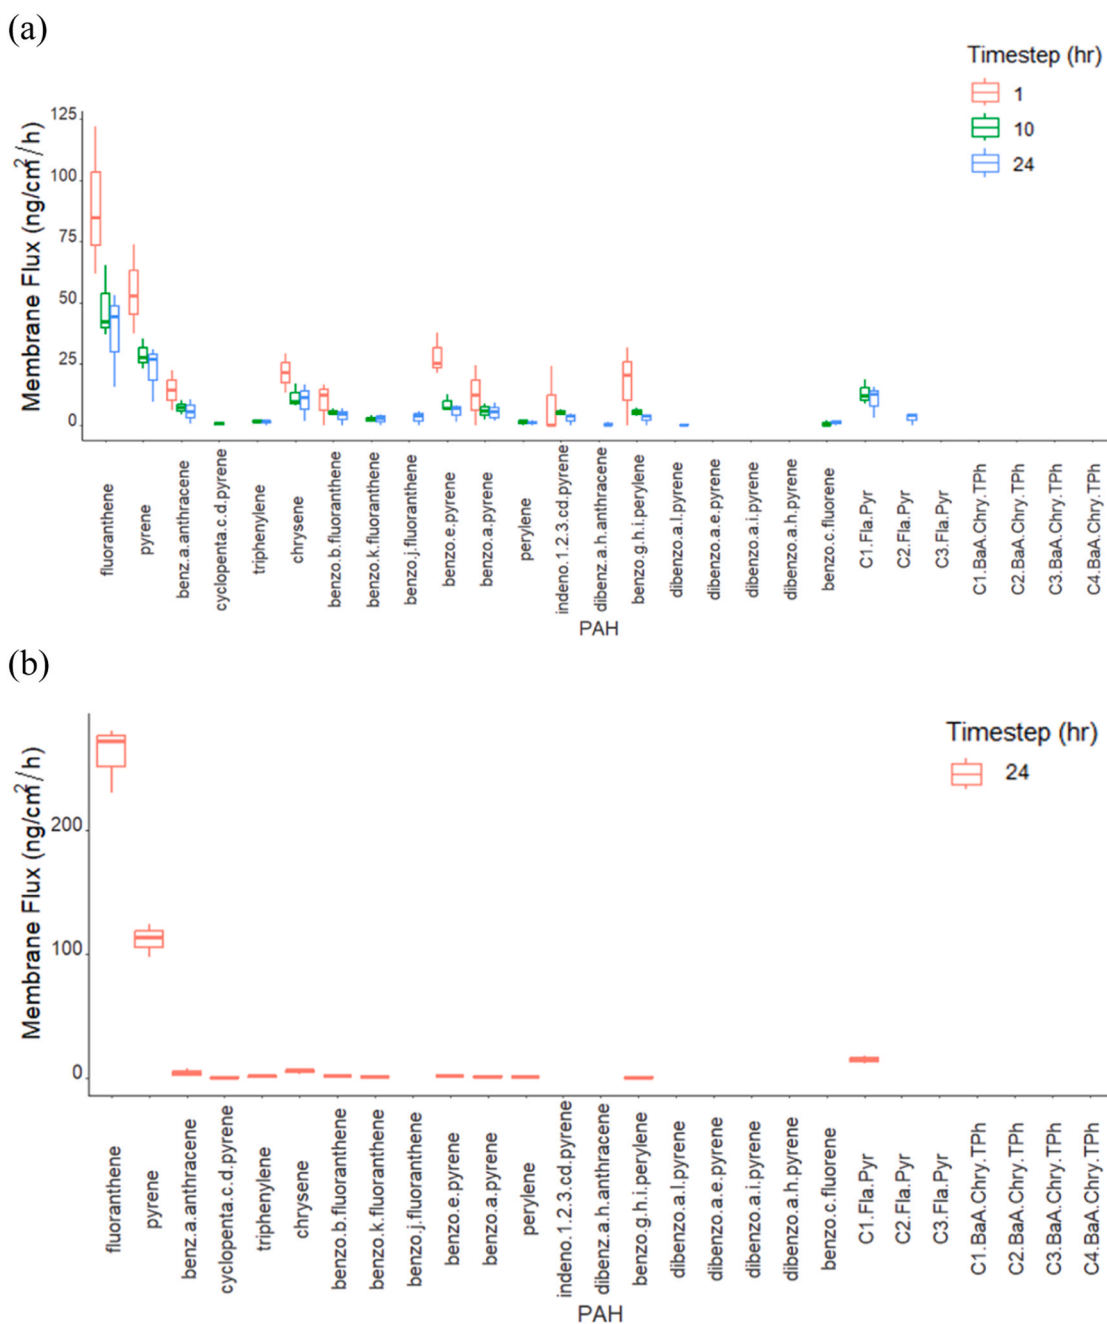 (a)
Timestep (hr)
1
10
24
Membrane Flux (ng/cm²/h)
125
100
75
50
25
0
fluoranthene
pyrene
benz.a.anthracene
cyclopenta.c.d.pyrene
triphenylene
chrysene
benzo.b.fluoranthene
benzo.k.fluoranthene
benzo.j.fluoranthene
benzo.e.pyrene
benzo.a.pyrene
perylene
indeno.1.2.3.cd.pyrene
dibenz.a.h.anthracene
benzo.g.h.i.perylene
dibenzo.a.l.pyrene
dibenzo.a.e.pyrene
dibenzo.a.i.pyrene
dibenzo.a.h.pyrene
benzo.c.fluorene
C1.Fla.Pyr
C2.Fla.Pyr
C3.Fla.Pyr
C1.BaA.Chry.TPh
C2.BaA.Chry.TPh
C3.BaA.Chry.TPh
C4.BaA.Chry.TPh
PAH
(b)
Timestep (hr)
24
Membrane Flux (ng/cm²/h)
200
100
0
fluoranthene
pyrene
benz.a.anthracene
cyclopenta.c.d.pyrene
triphenylene
chrysene
benzo.b.fluoranthene
benzo.k.fluoranthene
benzo.j.fluoranthene
benzo.e.pyrene
benzo.a.pyrene
perylene
indeno.1.2.3.cd.pyrene
dibenz.a.h.anthracene
benzo.g.h.i.perylene
dibenzo.a.l.pyrene
dibenzo.a.e.pyrene
dibenzo.a.i.pyrene
dibenzo.a.h.pyrene
benzo.c.fluorene
C1.Fla.Pyr
C2.Fla.Pyr
C3.Fla.Pyr
C1.BaA.Chry.TPh
C2.BaA.Chry.TPh
C3.BaA.Chry.TPh
C4.BaA.Chry.TPh
PAH